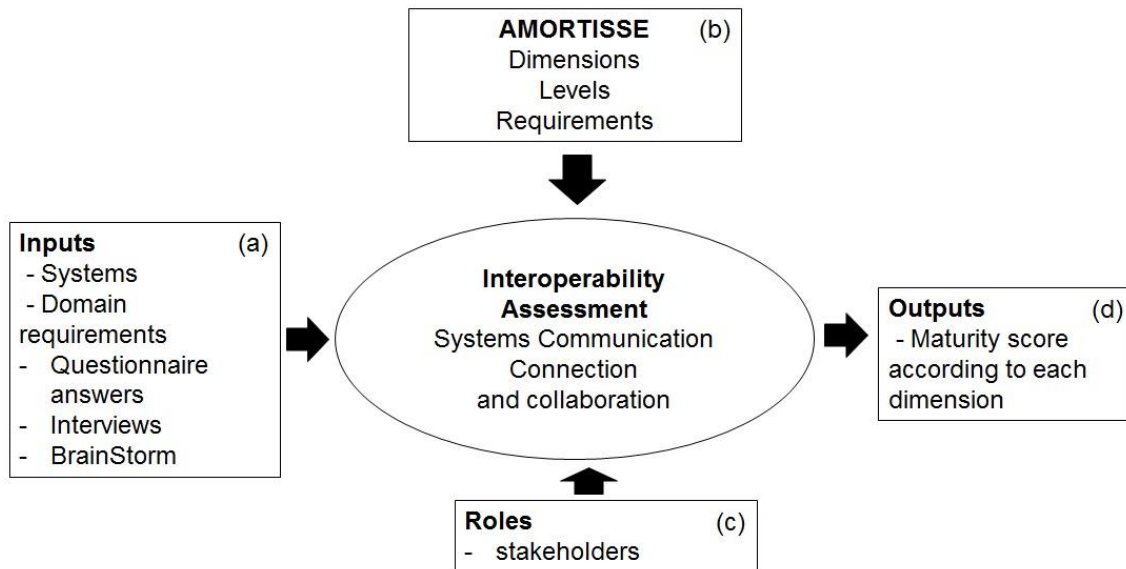 AMORTISSE (b)
Dimensions
Levels
Requirements
Inputs (a)
- Systems
- Domain
requirements
- Questionnaire
answers
- Interviews
- BrainStorm
Interoperability
Assessment
Systems Communication
Connection
and collaboration
Outputs (d)
- Maturity score
according to each
dimension
Roles (c)
- stakeholders